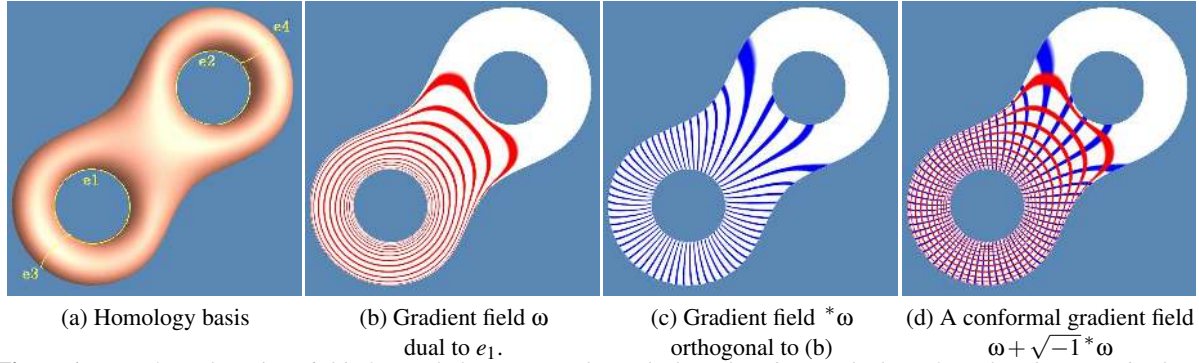 e4
e2
e1
e3
(a) Homology basis
(b) Gradient field ω
dual to e₁.
(c) Gradient field *ω
orthogonal to (b)
(d) A conformal gradient field
ω + √−1 *ω